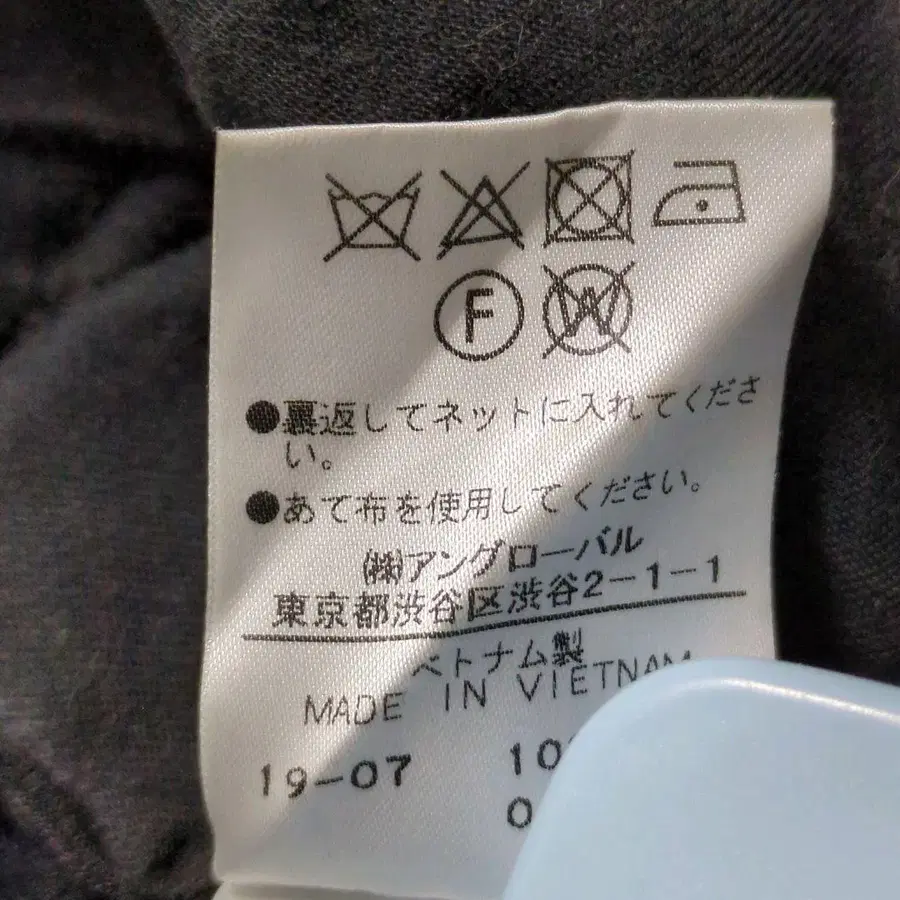 F W
●裏返してネットに入れてくださ
い。
●あて布を使用してください。
(株)アングローバル
東京都渋谷区渋谷2-1-1
ベトナム製
MADE IN VIETNAM
19-07 10
0